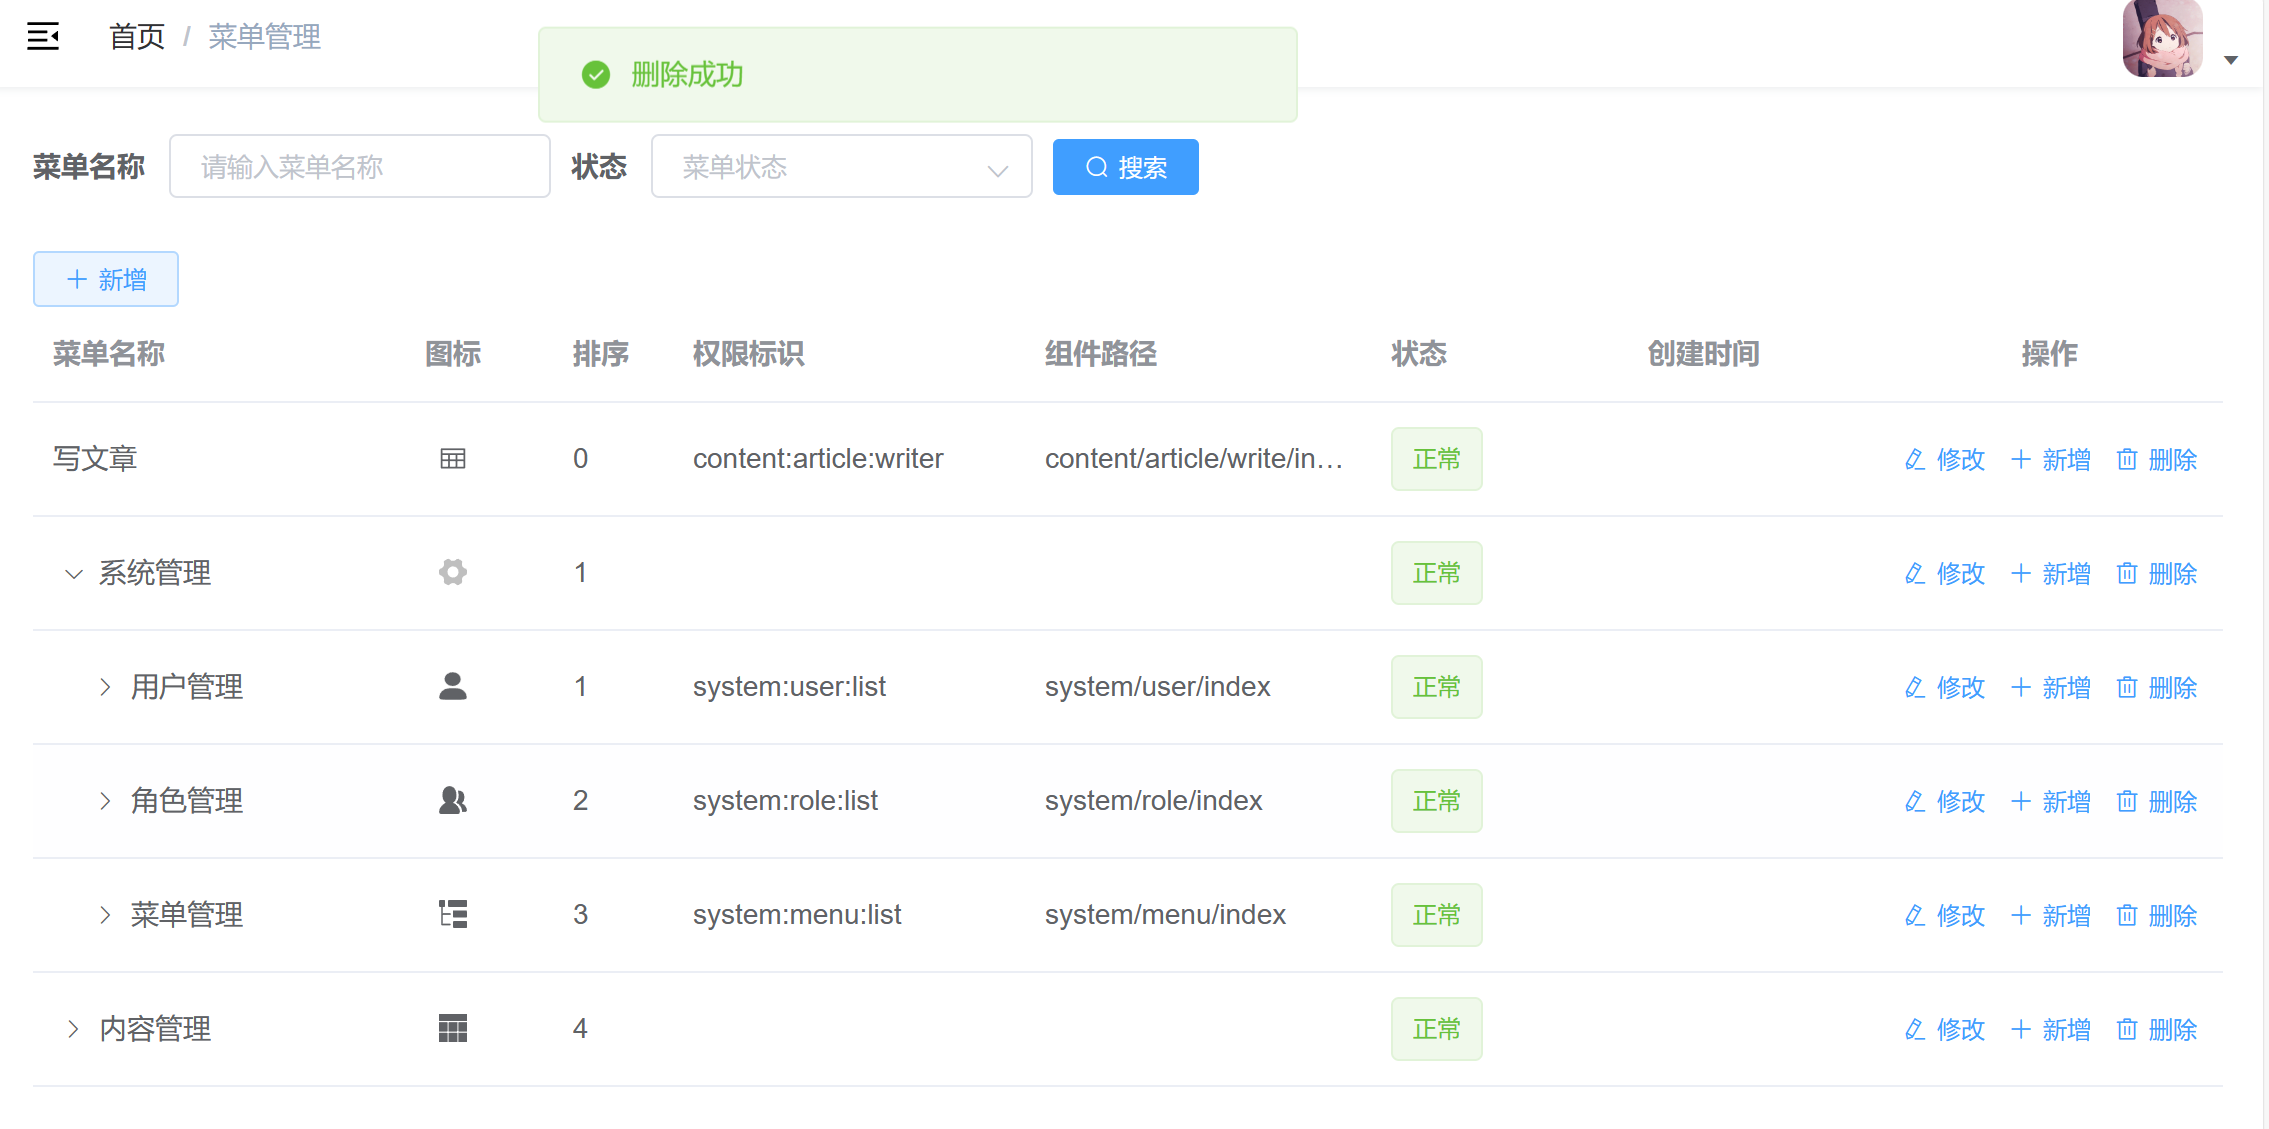 首页 / 菜单管理
删除成功
菜单名称 请输入菜单名称 状态 菜单状态 搜索
新增
菜单名称 图标 排序 权限标识 组件路径 状态 创建时间 操作
写文章 0 content:article:writer content/article/write/in… 正常 修改 新增 删除
系统管理 1 正常 修改 新增 删除
用户管理 1 system:user:list system/user/index 正常 修改 新增 删除
角色管理 2 system:role:list system/role/index 正常 修改 新增 删除
菜单管理 3 system:menu:list system/menu/index 正常 修改 新增 删除
内容管理 4 正常 修改 新增 删除